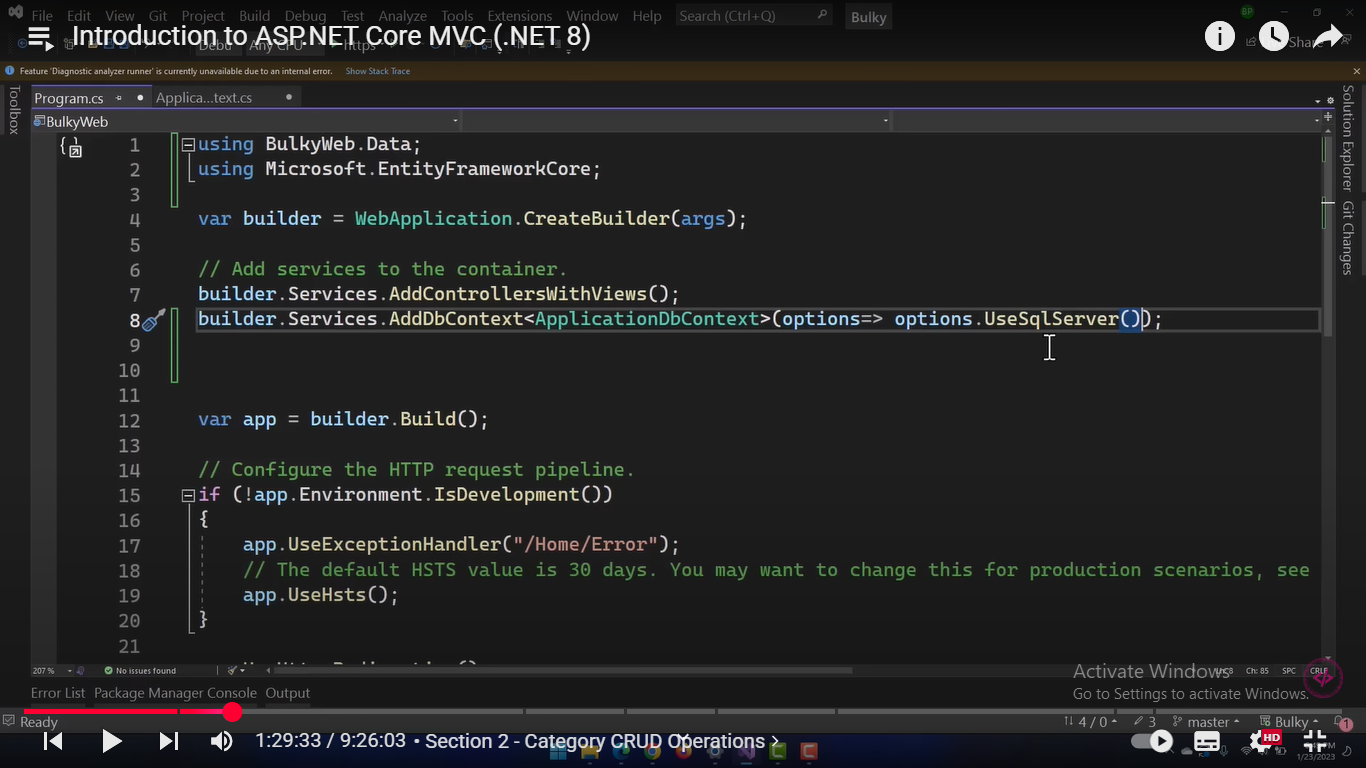 File Edit View Git Project Build Debug Test Analyze Tools Extensions Window Help Search (Ctrl+Q) Bulky
Introduction to ASP.NET Core MVC (.NET 8)
Feature 'Diagnostic analyzer runner' is currently unavailable due to an internal error. Show Stack Trace
Toolbox
Program.cs Applica...text.cs
BulkyWeb
1 using BulkyWeb.Data;
2 using Microsoft.EntityFrameworkCore;
3
4 var builder = WebApplication.CreateBuilder(args);
5
6 // Add services to the container.
7 builder.Services.AddControllersWithViews();
8 builder.Services.AddDbContext<ApplicationDbContext>(options=> options.UseSqlServer());
9
10
11
12 var app = builder.Build();
13
14 // Configure the HTTP request pipeline.
15 if (!app.Environment.IsDevelopment())
16 {
17 app.UseExceptionHandler("/Home/Error");
18 // The default HSTS value is 30 days. You may want to change this for production scenarios, see
19 app.UseHsts();
20 }
21
Solution Explorer
Git Changes
207 % No issues found Ch: 85 SPC CRLF
Activate Windows
Go to Settings to activate Windows.
Error List Package Manager Console Output
Ready 4 / 0 3 master Bulky 1
1:29:33 / 9:26:03 • Section 2 - Category CRUD Operations
HD
1/23/2023